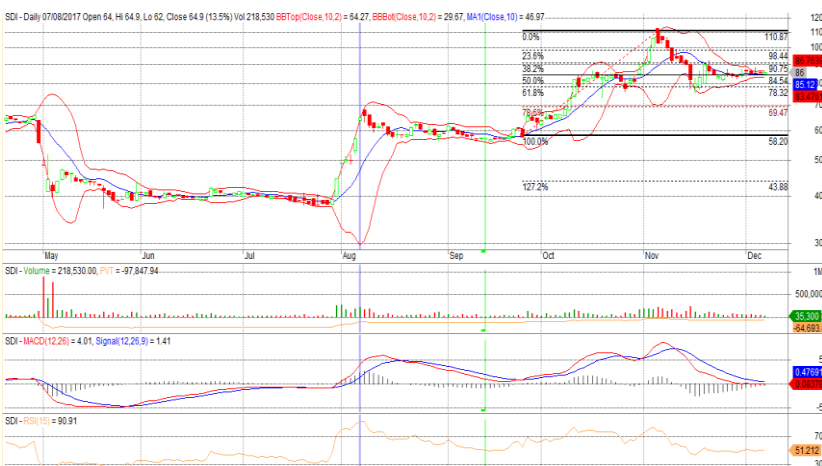 SDI - Daily 07/08/2017 Open 64, Hi 64.9, Lo 62, Close 64.9 (13.5%) Vol 218,530 BBTop(Close,10,2) = 64.27, BBBot(Close,10,2) = 29.67, MA1(Close,10) = 46.97
120
0.0%
110.87
110
100
23.6%
98.44
38.2%
90.75
86.7636
86
50.0%
84.54
85.12
61.8%
78.32
78.6%
69.47
60
100.0%
58.20
50
127.2%
43.88
40
30
May
Jun
Jul
Aug
Sep
Oct
Nov
Dec
SDI - Volume = 218,530.00, PVT = -97,847.94
1M
500,000
35,300
-64,693.
SDI - MACD(12,26) = 4.01, Signal(12,26,9) = 1.41
5
0.47691
-5
SDI - RSI(15) = 90.91
70
51.212
30